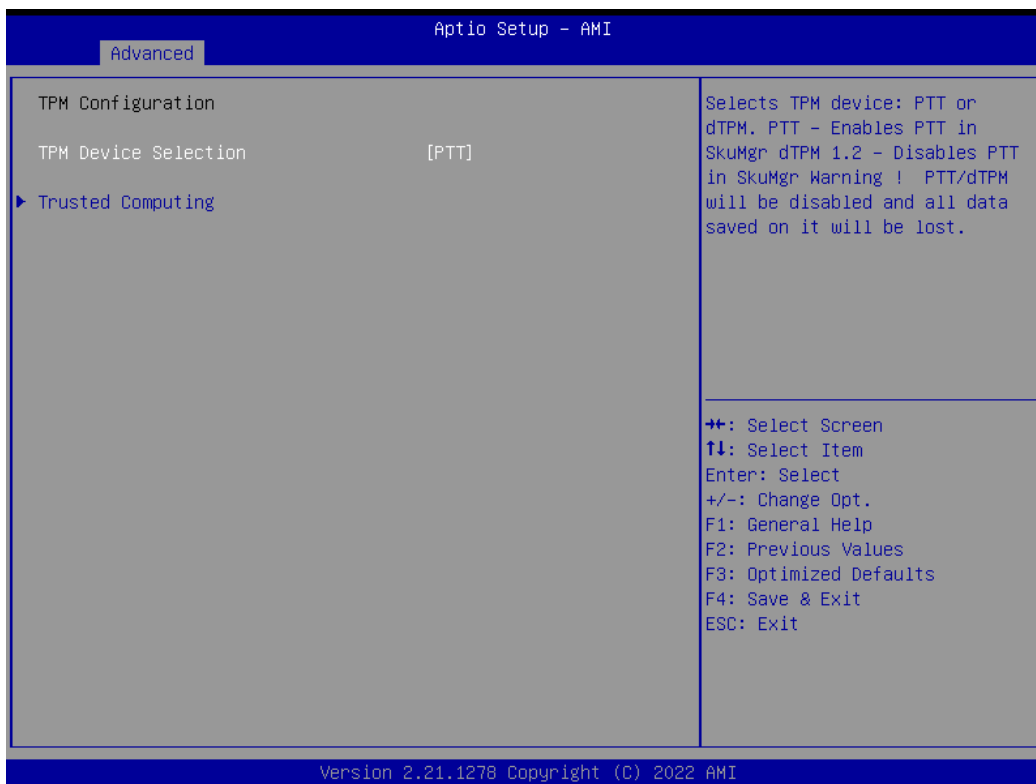 Aptio Setup – AMI
Advanced
TPM Configuration
TPM Device Selection [PTT]
Trusted Computing
Selects TPM device: PTT or
dTPM. PTT – Enables PTT in
SkuMgr dTPM 1.2 – Disables PTT
in SkuMgr Warning !  PTT/dTPM
will be disabled and all data
saved on it will be lost.
→←: Select Screen
↑↓: Select Item
Enter: Select
+/-: Change Opt.
F1: General Help
F2: Previous Values
F3: Optimized Defaults
F4: Save & Exit
ESC: Exit
Version 2.21.1278 Copyright (C) 2022 AMI